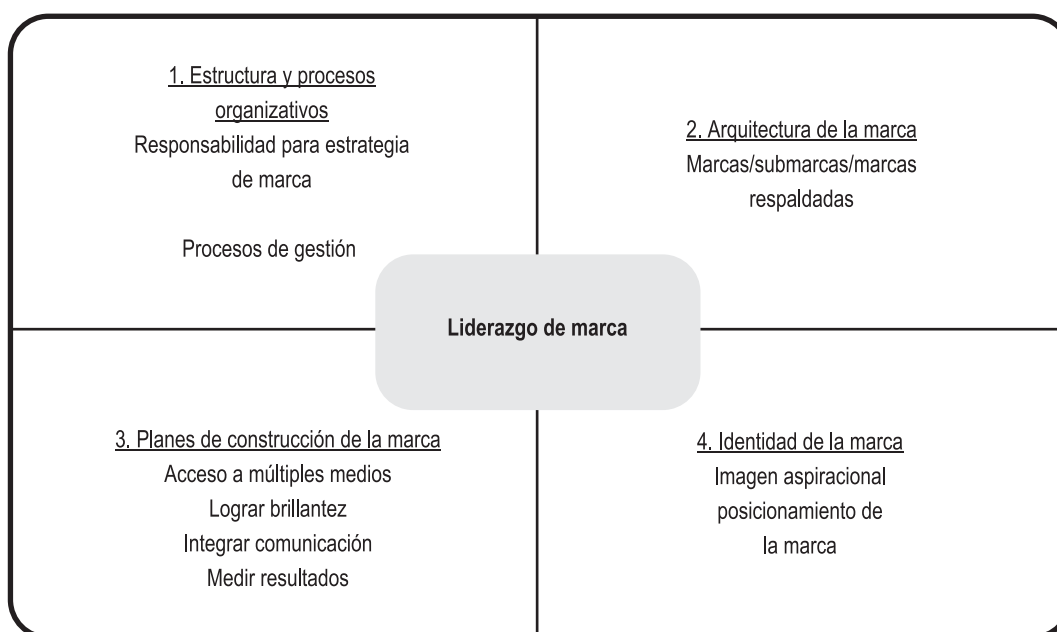 1. Estructura y procesos
organizativos
Responsabilidad para estrategia
de marca
Procesos de gestión
2. Arquitectura de la marca
Marcas/submarcas/marcas
respaldadas
Liderazgo de marca
3. Planes de construcción de la marca
Acceso a múltiples medios
Lograr brillantez
Integrar comunicación
Medir resultados
4. Identidad de la marca
Imagen aspiracional
posicionamiento de
la marca